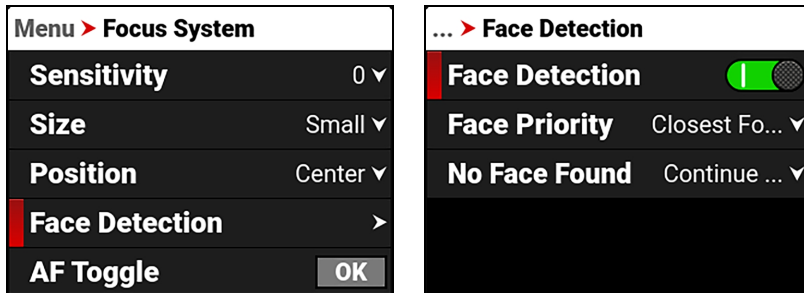 Menu > Focus System
Sensitivity 0
Size Small
Position Center
Face Detection >
AF Toggle OK
... > Face Detection
Face Detection
Face Priority Closest Fo...
No Face Found Continue ...